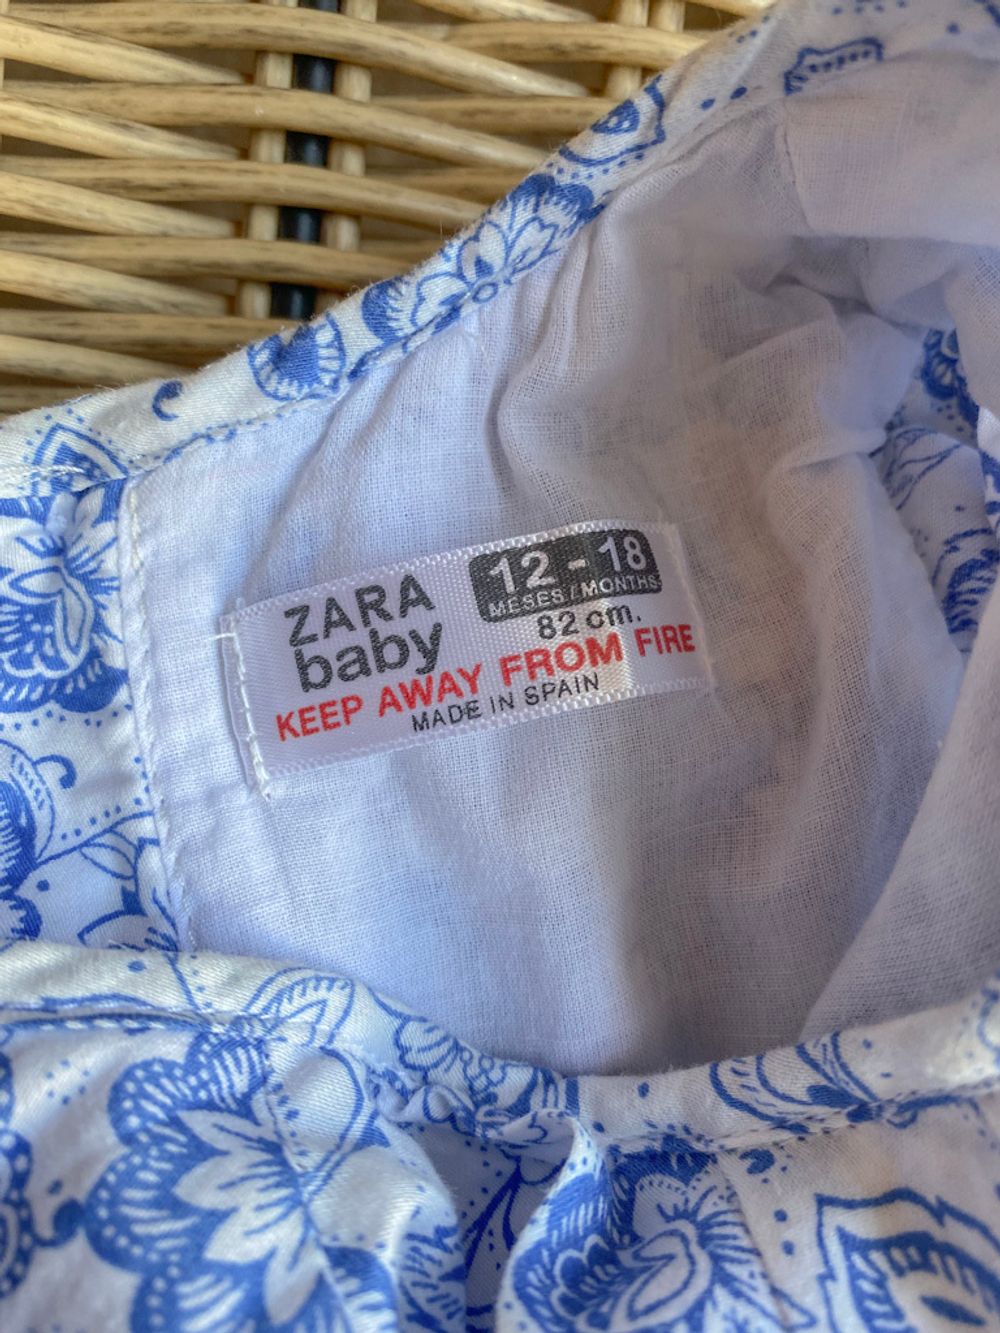 ZARA
baby
12 - 18
MESES/MONTHS
82 cm.
KEEP AWAY FROM FIRE
MADE IN SPAIN